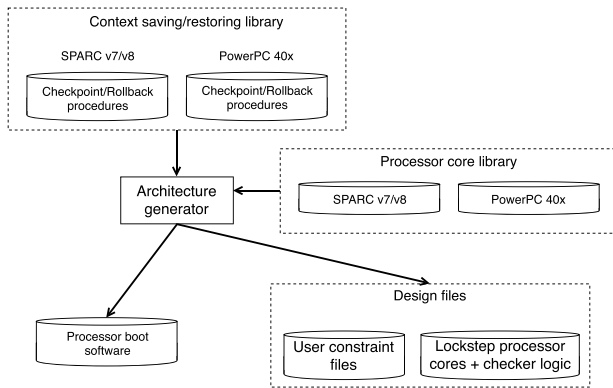 Context saving/restoring library
SPARC v7/v8
PowerPC 40x
Checkpoint/Rollback
procedures
Checkpoint/Rollback
procedures
Processor core library
Architecture
generator
SPARC v7/v8
PowerPC 40x
Design files
Processor boot
software
User constraint
files
Lockstep processor
cores + checker logic